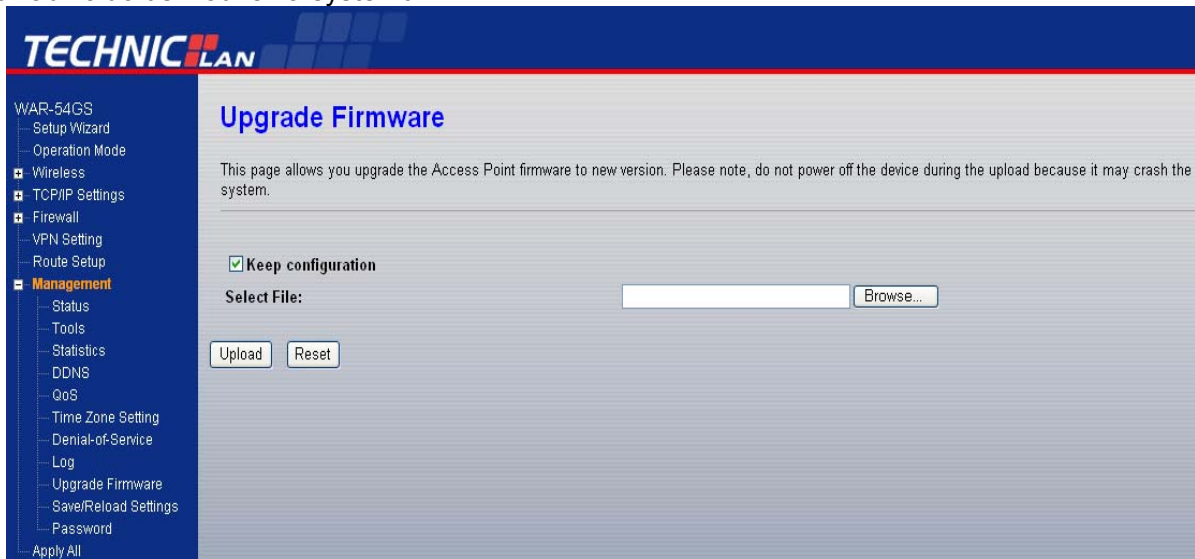 TECHNIC LAN
WAR-54GS
Setup Wizard
Operation Mode
Wireless
TCP/IP Settings
Firewall
VPN Setting
Route Setup
Management
Status
Tools
Statistics
DDNS
QoS
Time Zone Setting
Denial-of-Service
Log
Upgrade Firmware
Save/Reload Settings
Password
Apply All
Upgrade Firmware
This page allows you upgrade the Access Point firmware to new version. Please note, do not power off the device during the upload because it may crash the
system.
Keep configuration
Select File:
Browse...
Upload
Reset